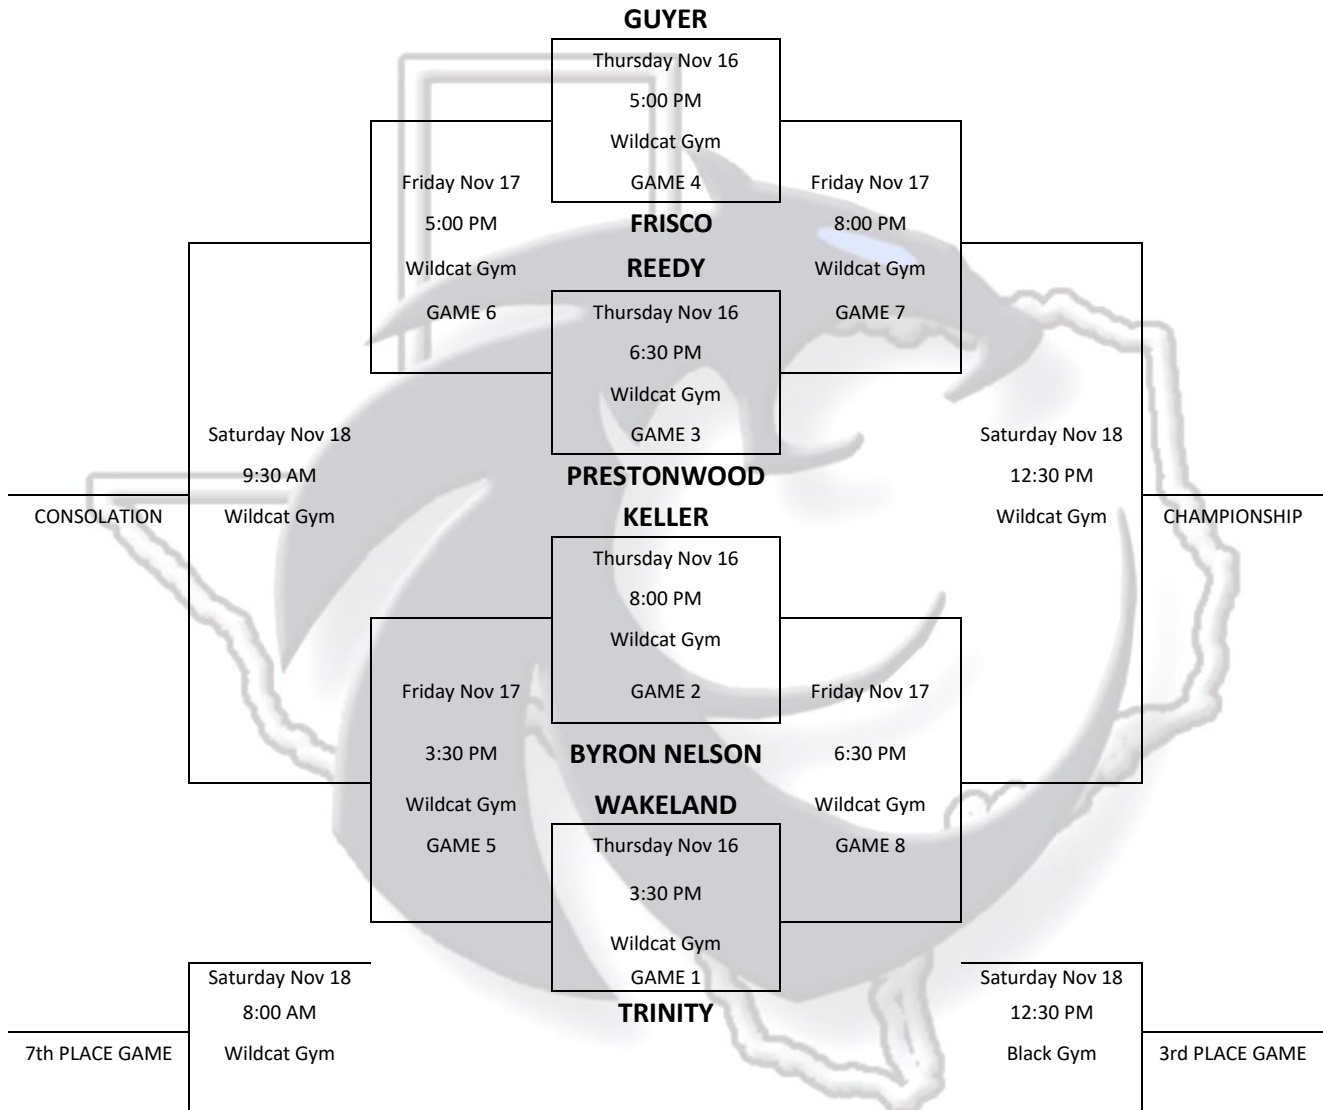 GUYER
Thursday Nov 16
5:00 PM
Wildcat Gym
GAME 4
FRISCO
Friday Nov 17
5:00 PM
Wildcat Gym
GAME 6
Friday Nov 17
8:00 PM
Wildcat Gym
GAME 7
REEDY
Thursday Nov 16
6:30 PM
Wildcat Gym
GAME 3
PRESTONWOOD
Saturday Nov 18
9:30 AM
Wildcat Gym
CONSOLATION
Saturday Nov 18
12:30 PM
Wildcat Gym
CHAMPIONSHIP
KELLER
Thursday Nov 16
8:00 PM
Wildcat Gym
GAME 2
BYRON NELSON
Friday Nov 17
3:30 PM
Wildcat Gym
GAME 5
Friday Nov 17
6:30 PM
Wildcat Gym
GAME 8
WAKELAND
Thursday Nov 16
3:30 PM
Wildcat Gym
GAME 1
TRINITY
Saturday Nov 18
8:00 AM
Wildcat Gym
7th PLACE GAME
Saturday Nov 18
12:30 PM
Black Gym
3rd PLACE GAME